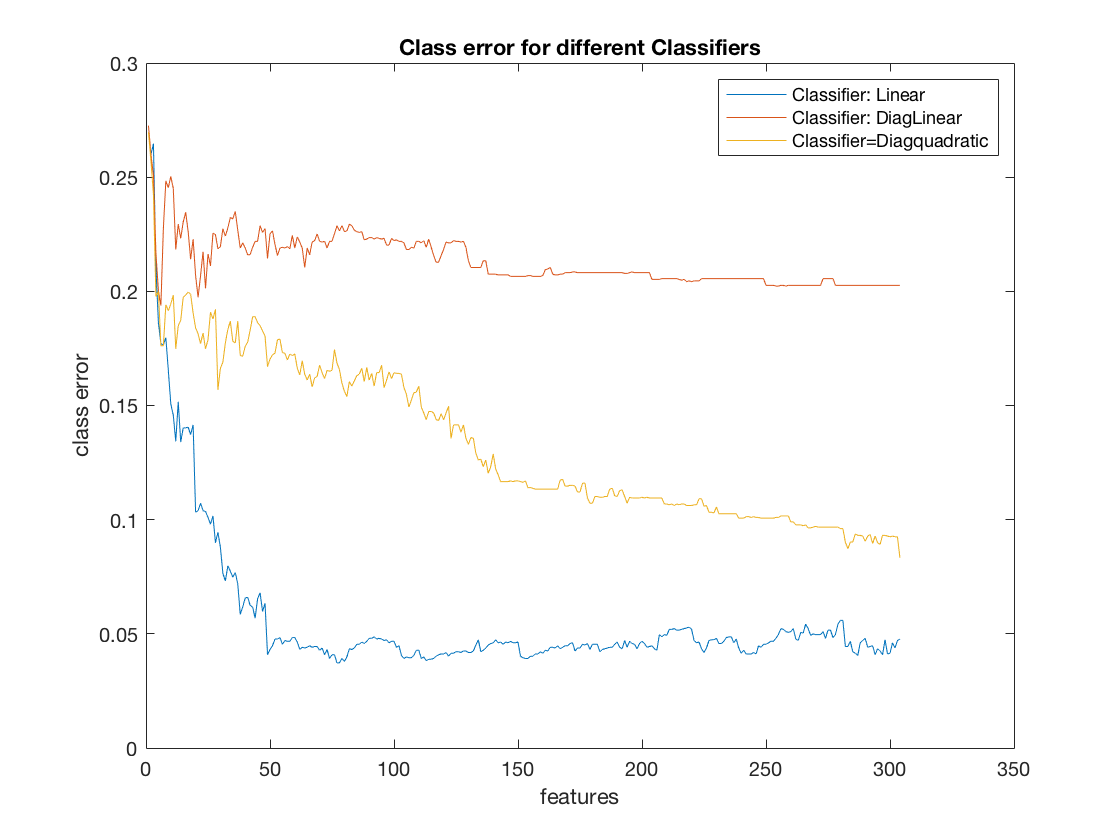 Class error for different Classifiers
0.3
0.25
0.2
0.15
0.1
0.05
0
class error
Classifier: Linear
Classifier: DiagLinear
Classifier=Diagquadratic
0
50
100
150
200
250
300
350
features